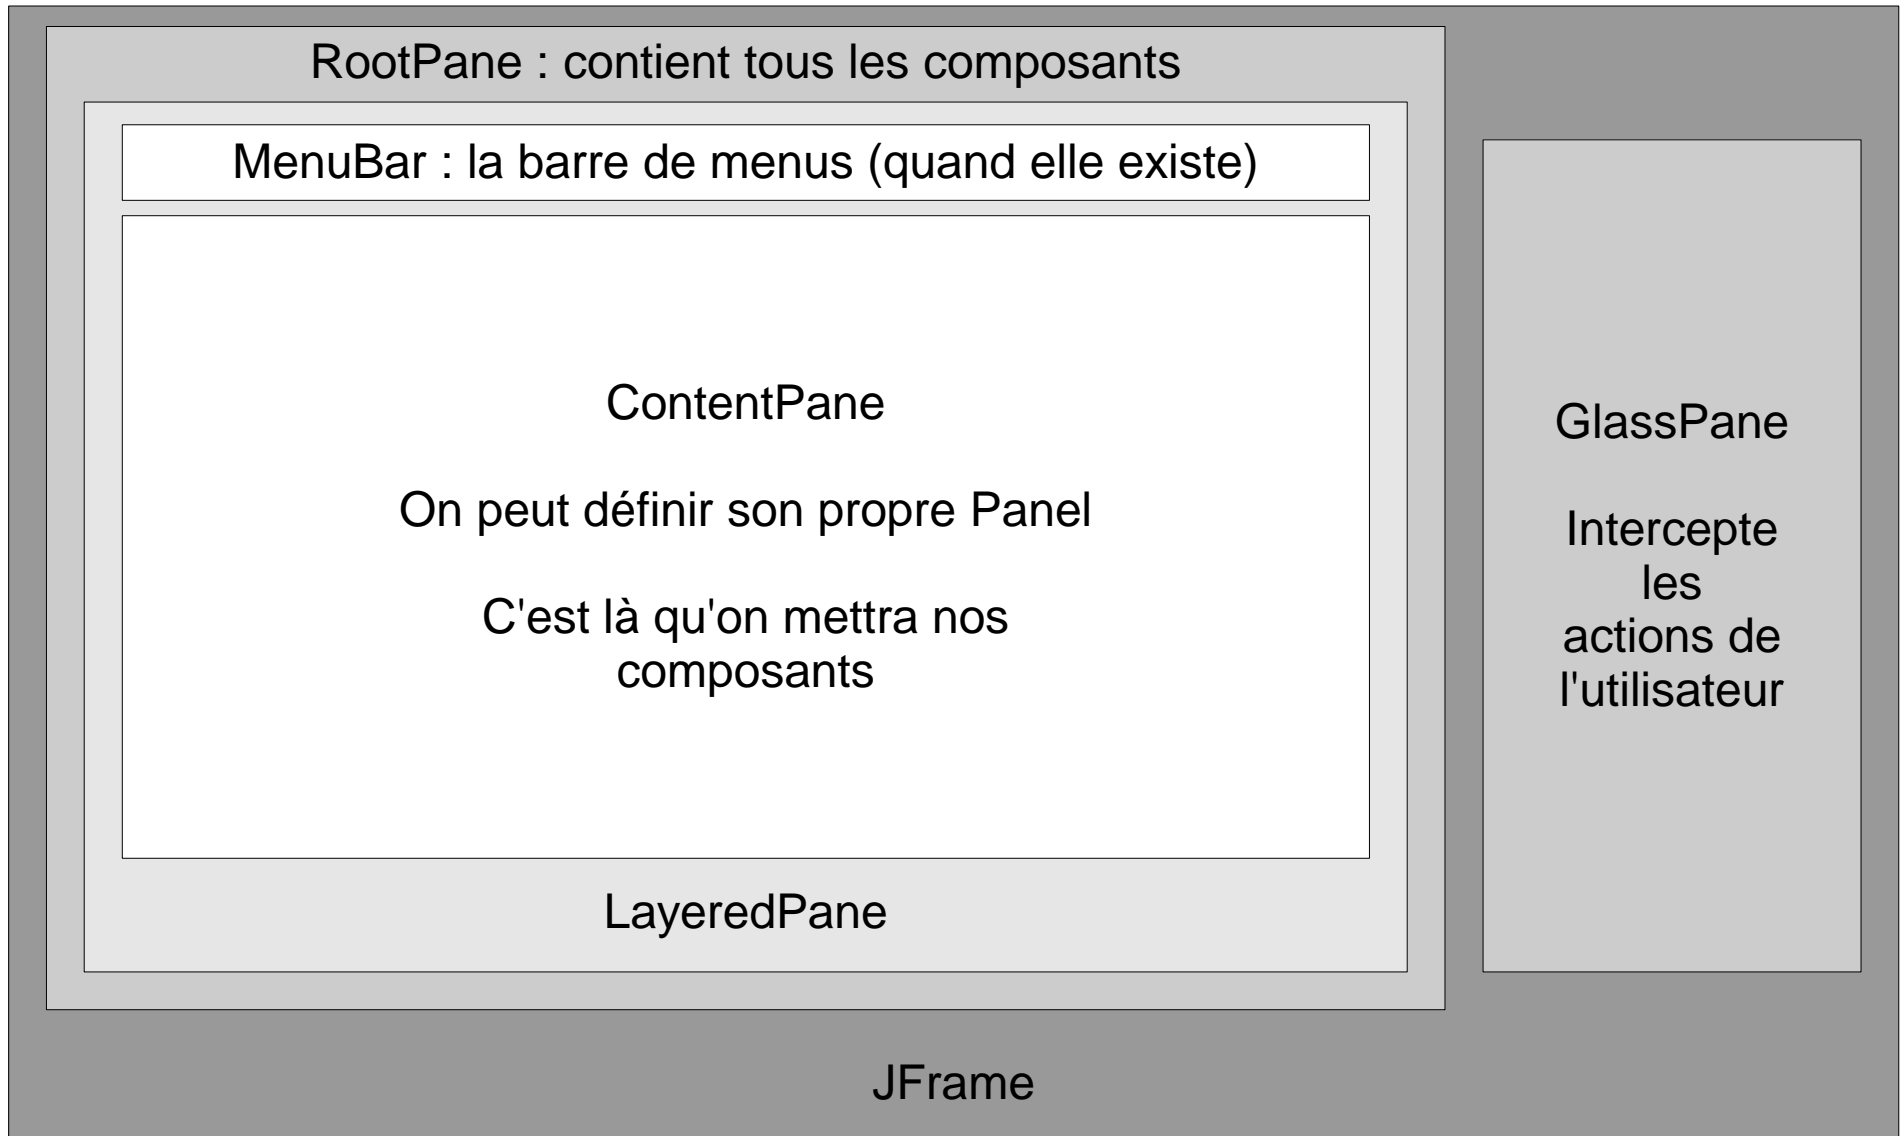 RootPane : contient tous les composants
MenuBar : la barre de menus (quand elle existe)
ContentPane
On peut définir son propre Panel
C'est là qu'on mettra nos
composants
LayeredPane
GlassPane
Intercepte
les
actions de
l'utilisateur
JFrame